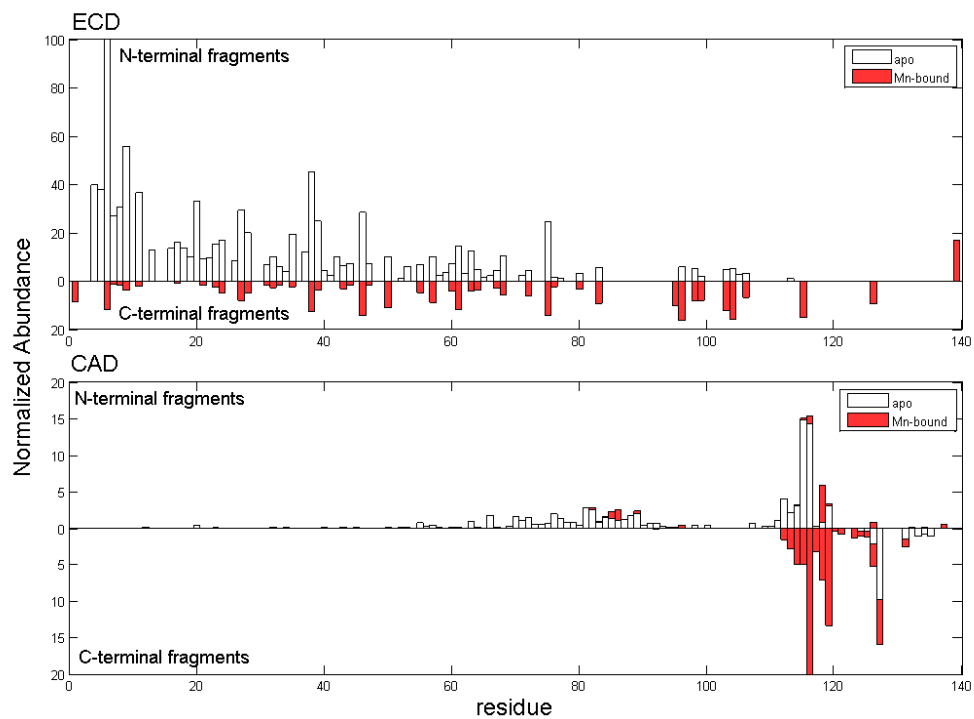 ECD
100
80
60
40
20
0
20
N-terminal fragments
apo
Mn-bound
C-terminal fragments
0
20
40
60
80
100
120
140
Normalized Abundance
CAD
20
15
10
5
0
5
10
15
20
N-terminal fragments
apo
Mn-bound
C-terminal fragments
0
20
40
60
80
100
120
140
residue